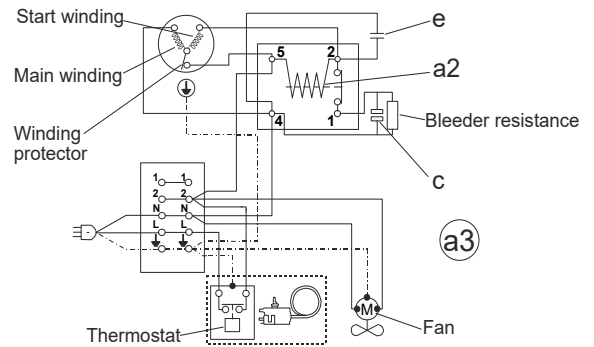 Start winding
e
5
2
a2
Main winding
4
1
Bleeder resistance
Winding
protector
c
1
1
2
2
N
N
L
L
a3
M
Thermostat
Fan